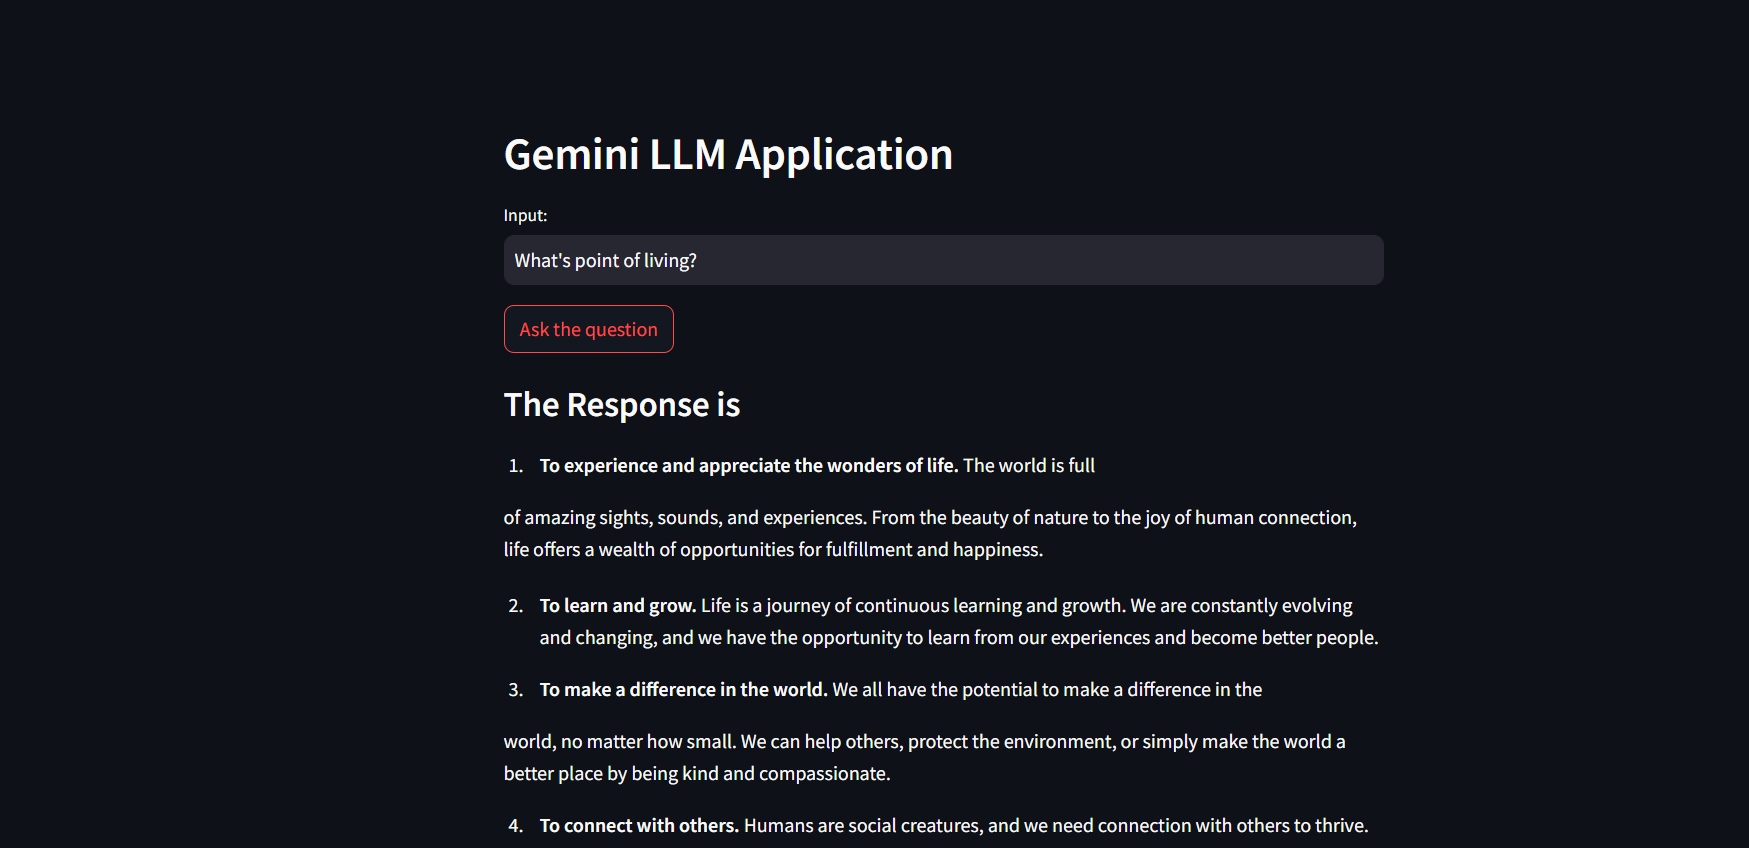 Gemini LLM Application
Input:
What's point of living?
Ask the question
The Response is
1. To experience and appreciate the wonders of life. The world is full
of amazing sights, sounds, and experiences. From the beauty of nature to the joy of human connection,
life offers a wealth of opportunities for fulfillment and happiness.
2. To learn and grow. Life is a journey of continuous learning and growth. We are constantly evolving
and changing, and we have the opportunity to learn from our experiences and become better people.
3. To make a difference in the world. We all have the potential to make a difference in the
world, no matter how small. We can help others, protect the environment, or simply make the world a
better place by being kind and compassionate.
4. To connect with others. Humans are social creatures, and we need connection with others to thrive.